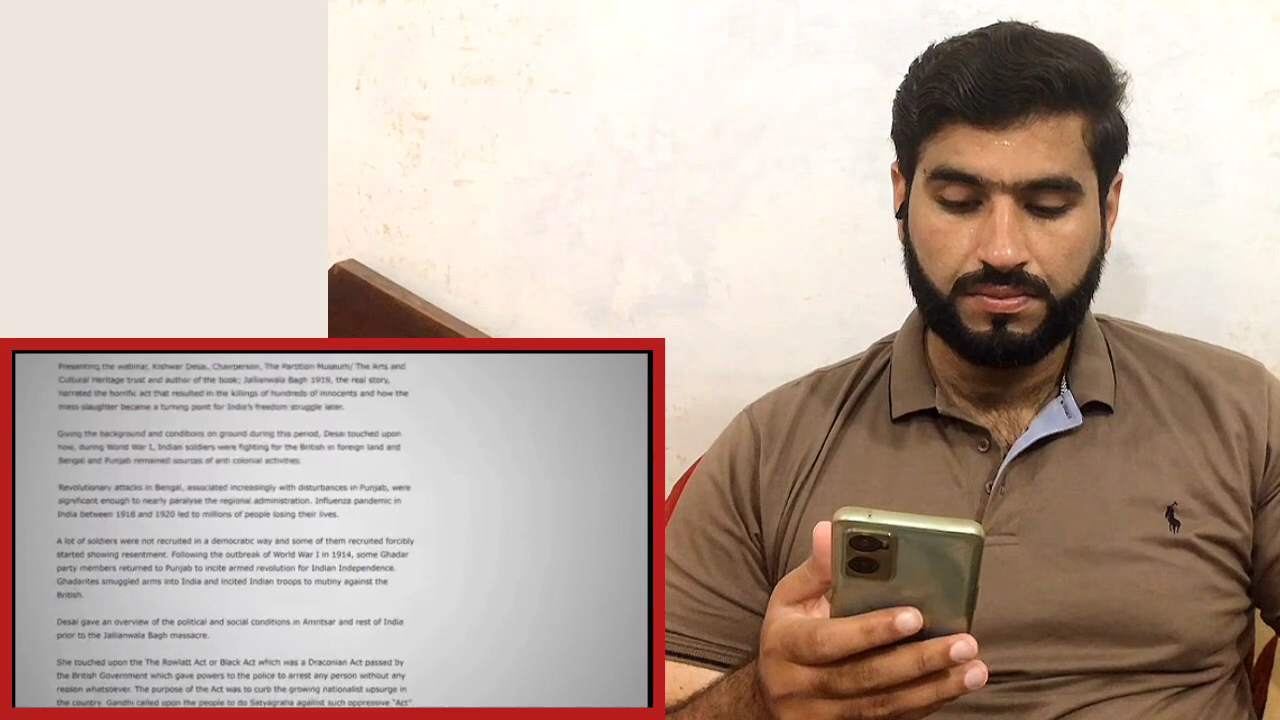 Presenting the webinar, Kishwar Desai, Chairperson, The Partition Museum/ The Arts and
Cultural Heritage trust and author of the book; Jallianwala Bagh 1919, the real story,
narrated the horrific act that resulted in the killings of hundreds of innocents and how the
mass slaughter became a turning point for India's freedom struggle later.
Giving the background and conditions on ground during this period, Desai touched upon
how, during World War I, Indian soldiers were fighting for the British in foreign land and
Bengal and Punjab remained sources of anti colonial activities.
Revolutionary attacks in Bengal, associated increasingly with disturbances in Punjab, were
significant enough to nearly paralyse the regional administration. Influenza pandemic in
India between 1918 and 1920 led to millions of people losing their lives.
A lot of soldiers were not recruited in a democratic way and some of them recruited forcibly
started showing resentment. Following the outbreak of World War I in 1914, some Ghadar
party members returned to Punjab to incite armed revolution for Indian Independence.
Ghadarites smuggled arms into India and incited Indian troops to mutiny against the
British.
Desai gave an overview of the political and social conditions in Amritsar and rest of India
prior to the Jallianwala Bagh massacre.
She touched upon the The Rowlatt Act or Black Act which was a Draconian Act passed by
the British Government which gave powers to the police to arrest any person without any
reason whatsoever. The purpose of the Act was to curb the growing nationalist upsurge in
the country. Gandhi called upon the people to do Satyagraha against such oppressive "Act"